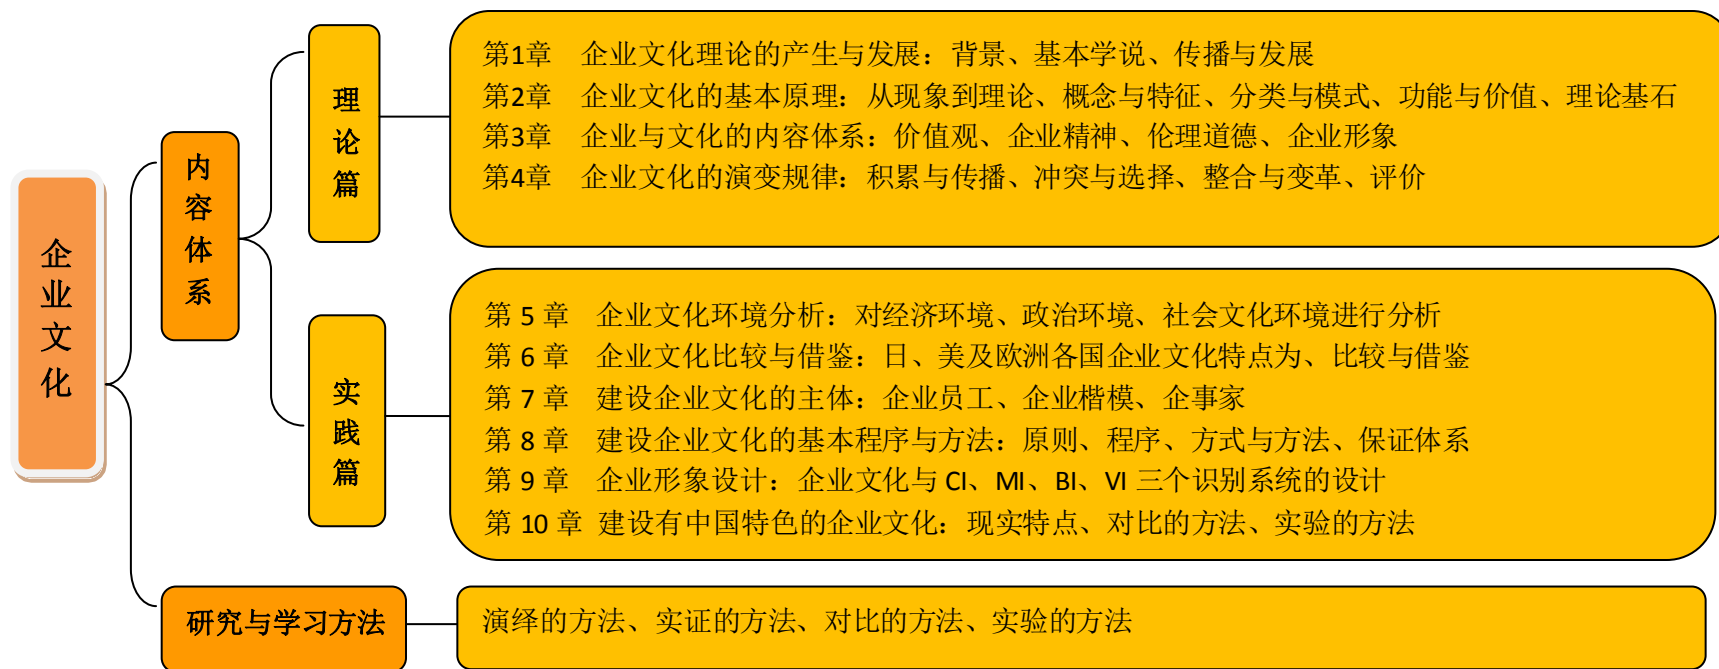 企业文化
内容体系
理论篇
第1章 企业文化理论的产生与发展：背景、基本学说、传播与发展
第2章 企业文化的基本原理：从现象到理论、概念与特征、分类与模式、功能与价值、理论基石
第3章 企业与文化的内容体系：价值观、企业精神、伦理道德、企业形象
第4章 企业文化的演变规律：积累与传播、冲突与选择、整合与变革、评价
实践篇
第 5 章 企业文化环境分析：对经济环境、政治环境、社会文化环境进行分析
第 6 章 企业文化比较与借鉴：日、美及欧洲各国企业文化特点为、比较与借鉴
第 7 章 建设企业文化的主体：企业员工、企业楷模、企事家
第 8 章 建设企业文化的基本程序与方法：原则、程序、方式与方法、保证体系
第 9 章 企业形象设计：企业文化与 CI、MI、BI、VI 三个识别系统的设计
第 10 章 建设有中国特色的企业文化：现实特点、对比的方法、实验的方法
研究与学习方法
演绎的方法、实证的方法、对比的方法、实验的方法